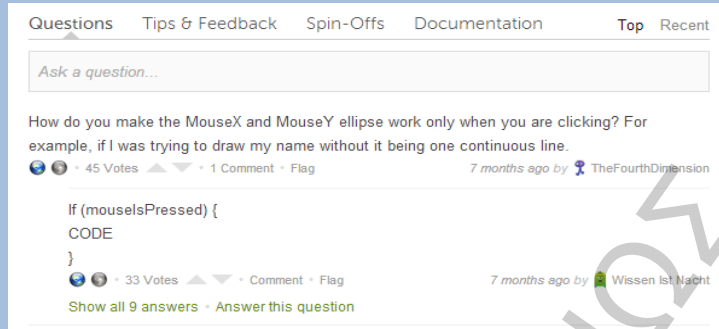 Questions Tips & Feedback Spin-Offs Documentation Top Recent
Ask a question...
How do you make the MouseX and MouseY ellipse work only when you are clicking? For
example, if I was trying to draw my name without it being one continuous line.
• 45 Votes • 1 Comment • Flag 7 months ago by TheFourthDimension
If (mouseIsPressed) {
CODE
}
• 33 Votes • Comment • Flag 7 months ago by Wissen Ist Nacht
Show all 9 answers • Answer this question
ΩΣ